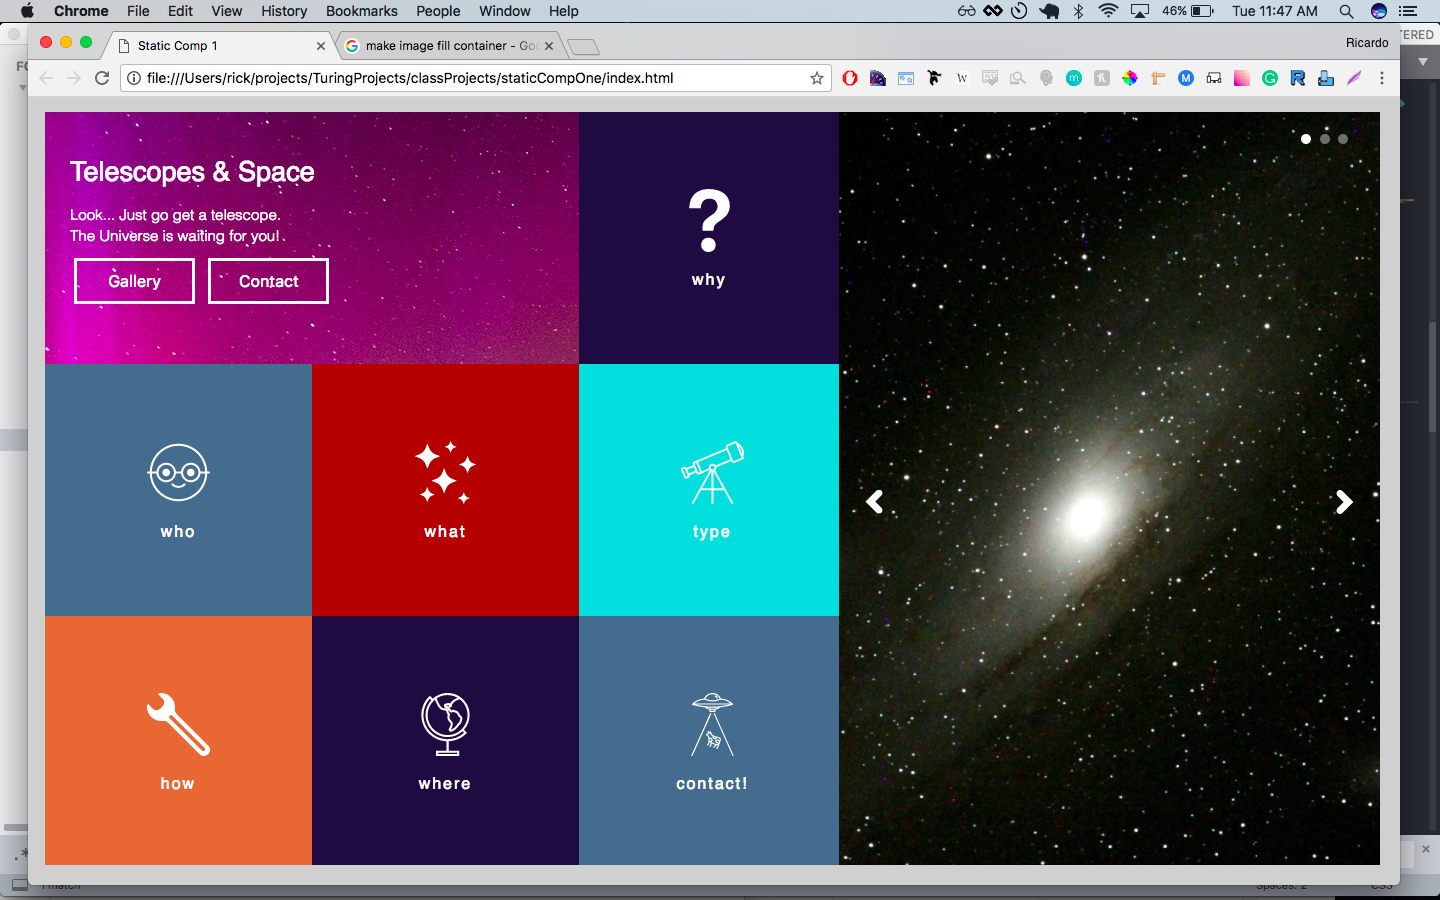 Chrome File Edit View History Bookmarks People Window Help 46% Tue 11:47 AM
Static Comp 1 make image fill container - Goo Ricardo
file:///Users/rick/projects/TuringProjects/classProjects/staticCompOne/index.html
Telescopes & Space
Look... Just go get a telescope.
The Universe is waiting for you!
Gallery Contact
?
why
who
what
type
how
where
contact!